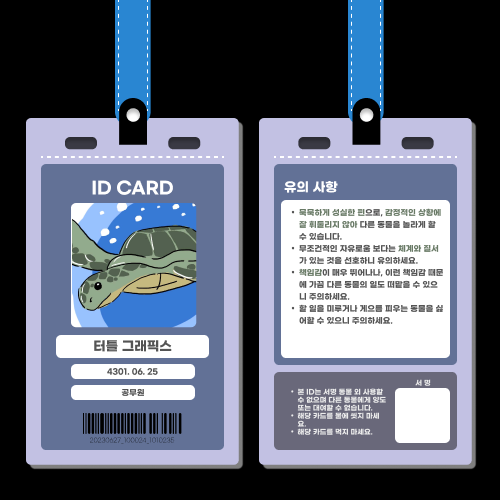 ID CARD
터틀 그래픽스
4301. 06. 25
공무원
20230627_100024_1010235
유의 사항
• 묵묵하게 성실한 편으로, 감정적인 상황에
잘 휘둘리지 않아 다른 동물을 놀라게 할
수 있습니다.
• 무조건적인 자유로움 보다는 체계와 질서
가 있는 것을 선호하니 유의하세요.
• 책임감이 매우 뛰어나나, 이런 책임감 때문
에 가끔 다른 동물의 일도 떠맡을 수 있으
니 주의하세요.
• 할 일을 미루거나 게으름 피우는 동물을 싫
어할 수 있으니 주의하세요.
서 명
• 본 ID는 서명 동물 외 사용할
수 없으며 다른 동물에게 양도
또는 대여할 수 없습니다.
• 해당 카드를 물에 씻지 마세
요.
• 해당 카드를 먹지 마세요.